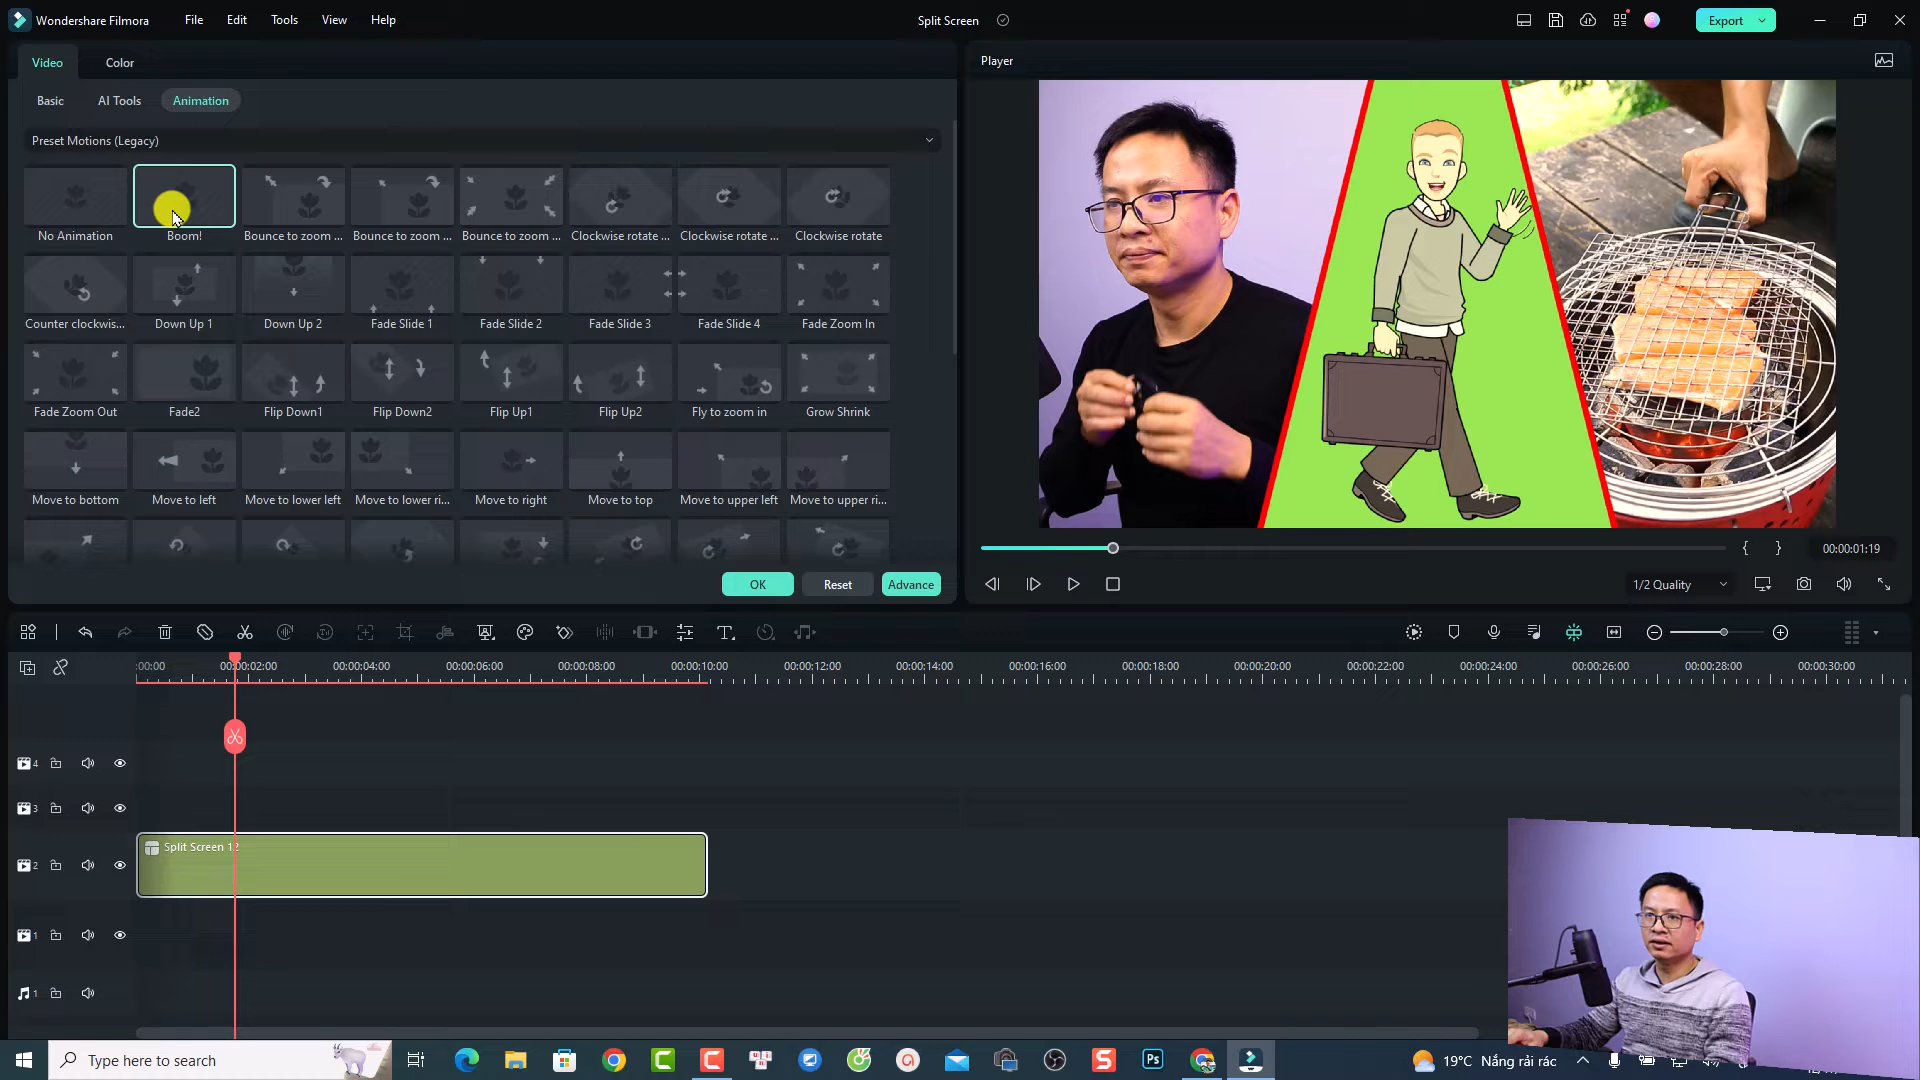 Wondershare Filmora File Edit Tools View Help Split Screen Export
Video Color
Player
Basic AI Tools Animation
Preset Motions (Legacy)
No Animation Boom! Bounce to zoom ... Bounce to zoom ... Bounce to zoom ... Clockwise rotate ... Clockwise rotate ... Clockwise rotate
Counter clockwis... Down Up 1 Down Up 2 Fade Slide 1 Fade Slide 2 Fade Slide 3 Fade Slide 4 Fade Zoom In
Fade Zoom Out Fade2 Flip Down1 Flip Down2 Flip Up1 Flip Up2 Fly to zoom in Grow Shrink
Move to bottom Move to left Move to lower left Move to lower ri... Move to right Move to top Move to upper left Move to upper ri...
{ } 00:00:01:19
OK Reset Advance
1/2 Quality
:00:00 00:00:02:00 00:00:04:00 00:00:06:00 00:00:08:00 00:00:10:00 00:00:12:00 00:00:14:00 00:00:16:00 00:00:18:00 00:00:20:00 00:00:22:00 00:00:24:00 00:00:26:00 00:00:28:00 00:00:30:00
4
3
Split Screen 12
2
1
1
Type here to search
Ps
19°C Nắng rải rác